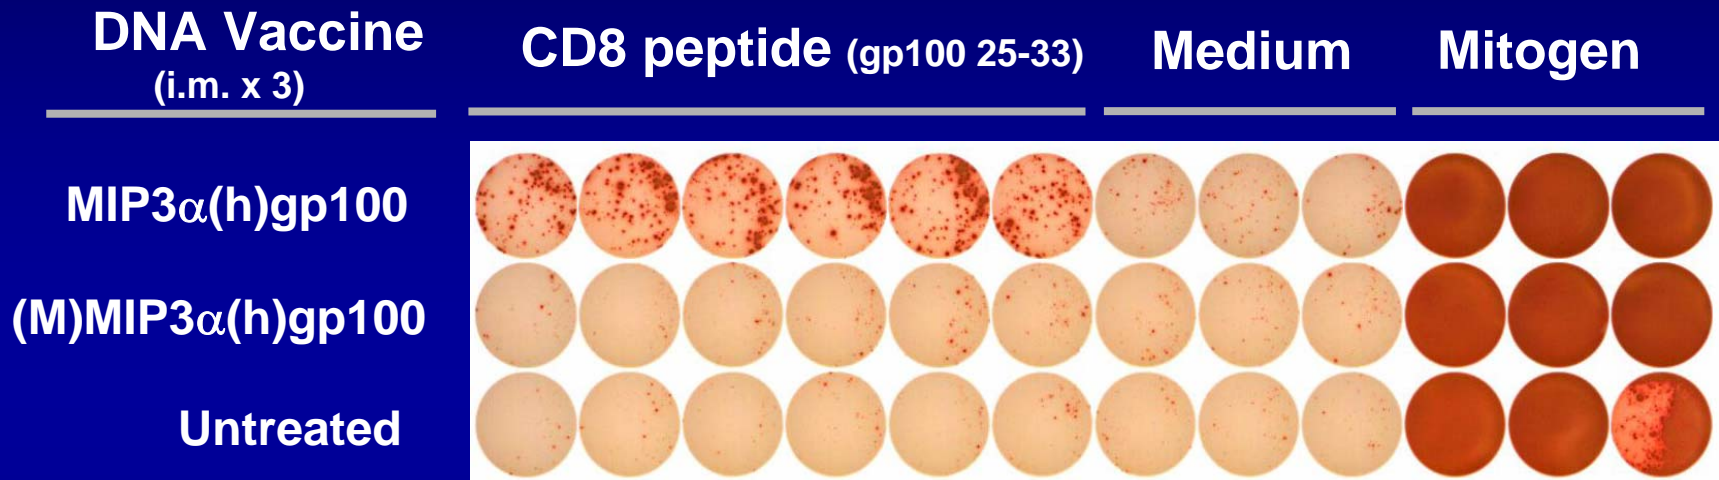 DNA Vaccine
(i.m. x 3)
CD8 peptide (gp100 25-33)
Medium
Mitogen
MIP3α(h)gp100
(M)MIP3α(h)gp100
Untreated